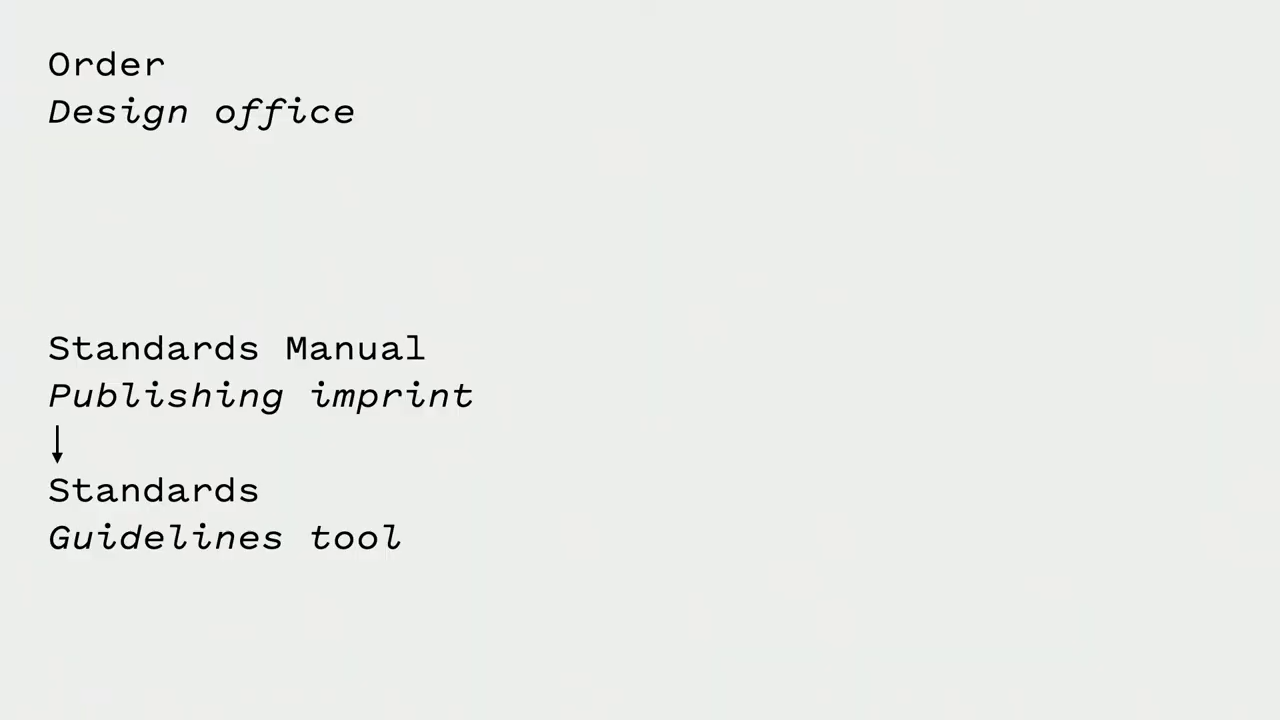 Order
Design office
Standards Manual
Publishing imprint
↓
Standards
Guidelines tool